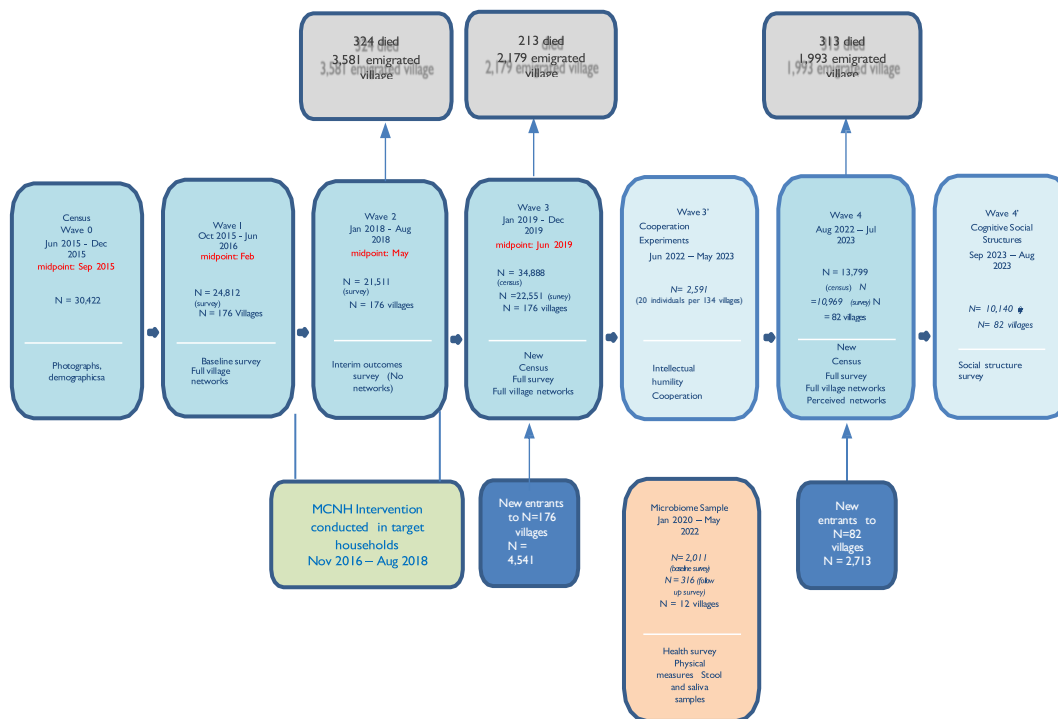 324 died
3,581 emigrated
village
213 died
2,179 emigrated
village
313 died
1,993 emigrated
village
Census
Wave 0
Jun 2015 - Dec
2015
midpoint: Sep 2015
N = 30,422
Photographs,
demographicsa
Wave 1
Oct 2015 - Jun
2016
midpoint: Feb
N = 24,812
(survey)
N = 176 Villages
Baseline survey
Full village
networks
Wave 2
Jan 2018 - Aug
2018
midpoint: May
N = 21,511
(survey)
N = 176 villages
Interim outcomes
survey (No
networks)
Wave 3
Jan 2019 - Dec
2019
midpoint: Jun 2019
N = 34,888
(census)
N =22,551 (suney)
N = 176 villages
New
Census
Full survey
Full village networks
Wave 3'
Cooperation
Experiments
Jun 2022 – May 2023
N= 2,591
(20 individuals per 134 villages)
Intellectual
humility
Cooperation
Wave 4
Aug 2022 – Jul
2023
N = 13,799
(census) N
=10,969 (survey) N
= 82 villages
New
Census
Full survey
Full village networks
Perceived networks
Wave 4'
Cognitive Social
Structures
Sep 2023 – Aug
2023
N= 10,140
N= 82 villages
Social structure
survey
MCNH Intervention
conducted in target
households
Nov 2016 – Aug 2018
New entrants
to N=176
villages
N =
4,541
Microbiome Sample
Jan 2020 – May
2022
N= 2,011
(baseline survey)
N = 316 (follow
up survey)
N = 12 villages
Health survey
Physical
measures Stool
and saliva
samples
New
entrants to
N=82
villages
N = 2,713